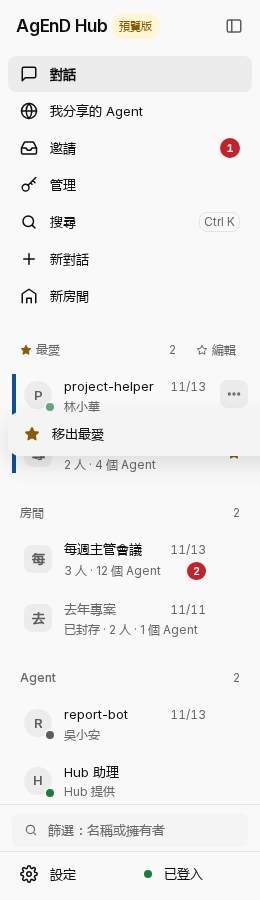 AgEnD Hub 預覽版
對話
我分享的 Agent
邀請 1
管理
搜尋 Ctrl K
新對話
新房間
最愛 2 編輯
P project-helper 11/13
林小華
移出最愛
2 人 · 4 個 Agent
房間 2
每 每週主管會議 11/13
3 人 · 12 個 Agent 2
去 去年專案 11/11
已封存 · 2 人 · 1 個 Agent
Agent 2
R report-bot 11/13
吳小安
H Hub 助理
Hub 提供
篩選：名稱或擁有者
設定 已登入